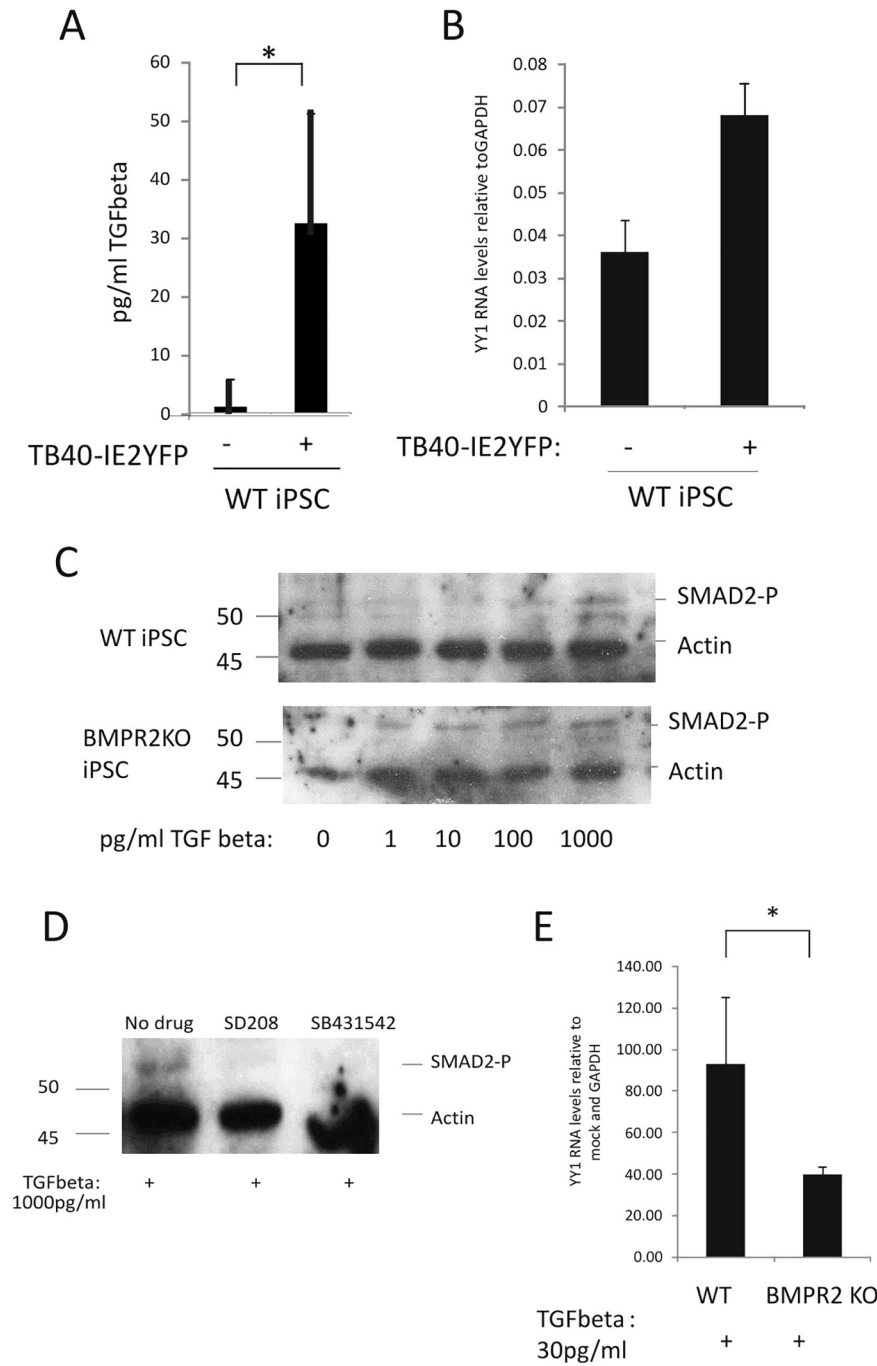 A
60
50
40
30
20
10
0
pg/ml TGFbeta
*
TB40-IE2YFP
-
+
WT iPSC
B
0.08
0.07
0.06
0.05
0.04
0.03
0.02
0.01
0
YY1 RNA levels relative toGAPDH
TB40-IE2YFP:
-
+
WT iPSC
C
WT iPSC
50
45
SMAD2-P
Actin
BMPR2KO
iPSC
50
45
SMAD2-P
Actin
pg/ml TGF beta: 0 1 10 100 1000
D
No drug SD208 SB431542
50
45
SMAD2-P
Actin
TGFbeta: + + +
1000pg/ml
E
*
140.00
120.00
100.00
80.00
60.00
40.00
20.00
0.00
YY1 RNA levels relative to
mock and GAPDH
WT BMPR2 KO
TGFbeta :
30pg/ml + +